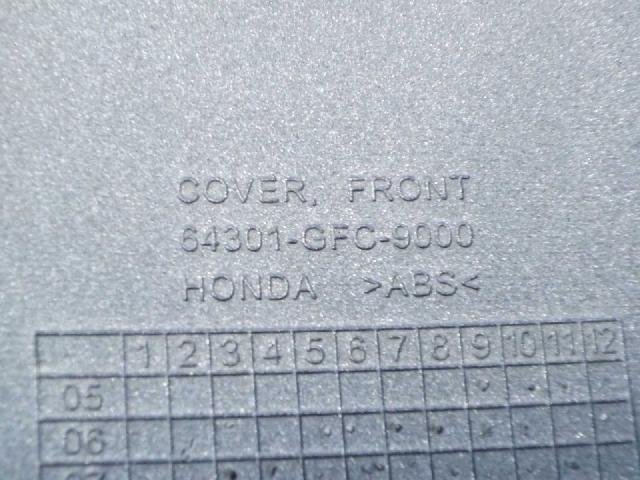 COVER, FRONT
64301-GFC-9000
HONDA >ABS<
1 2 3 4 5 6 7 8 9 10 11 12
05
06
07